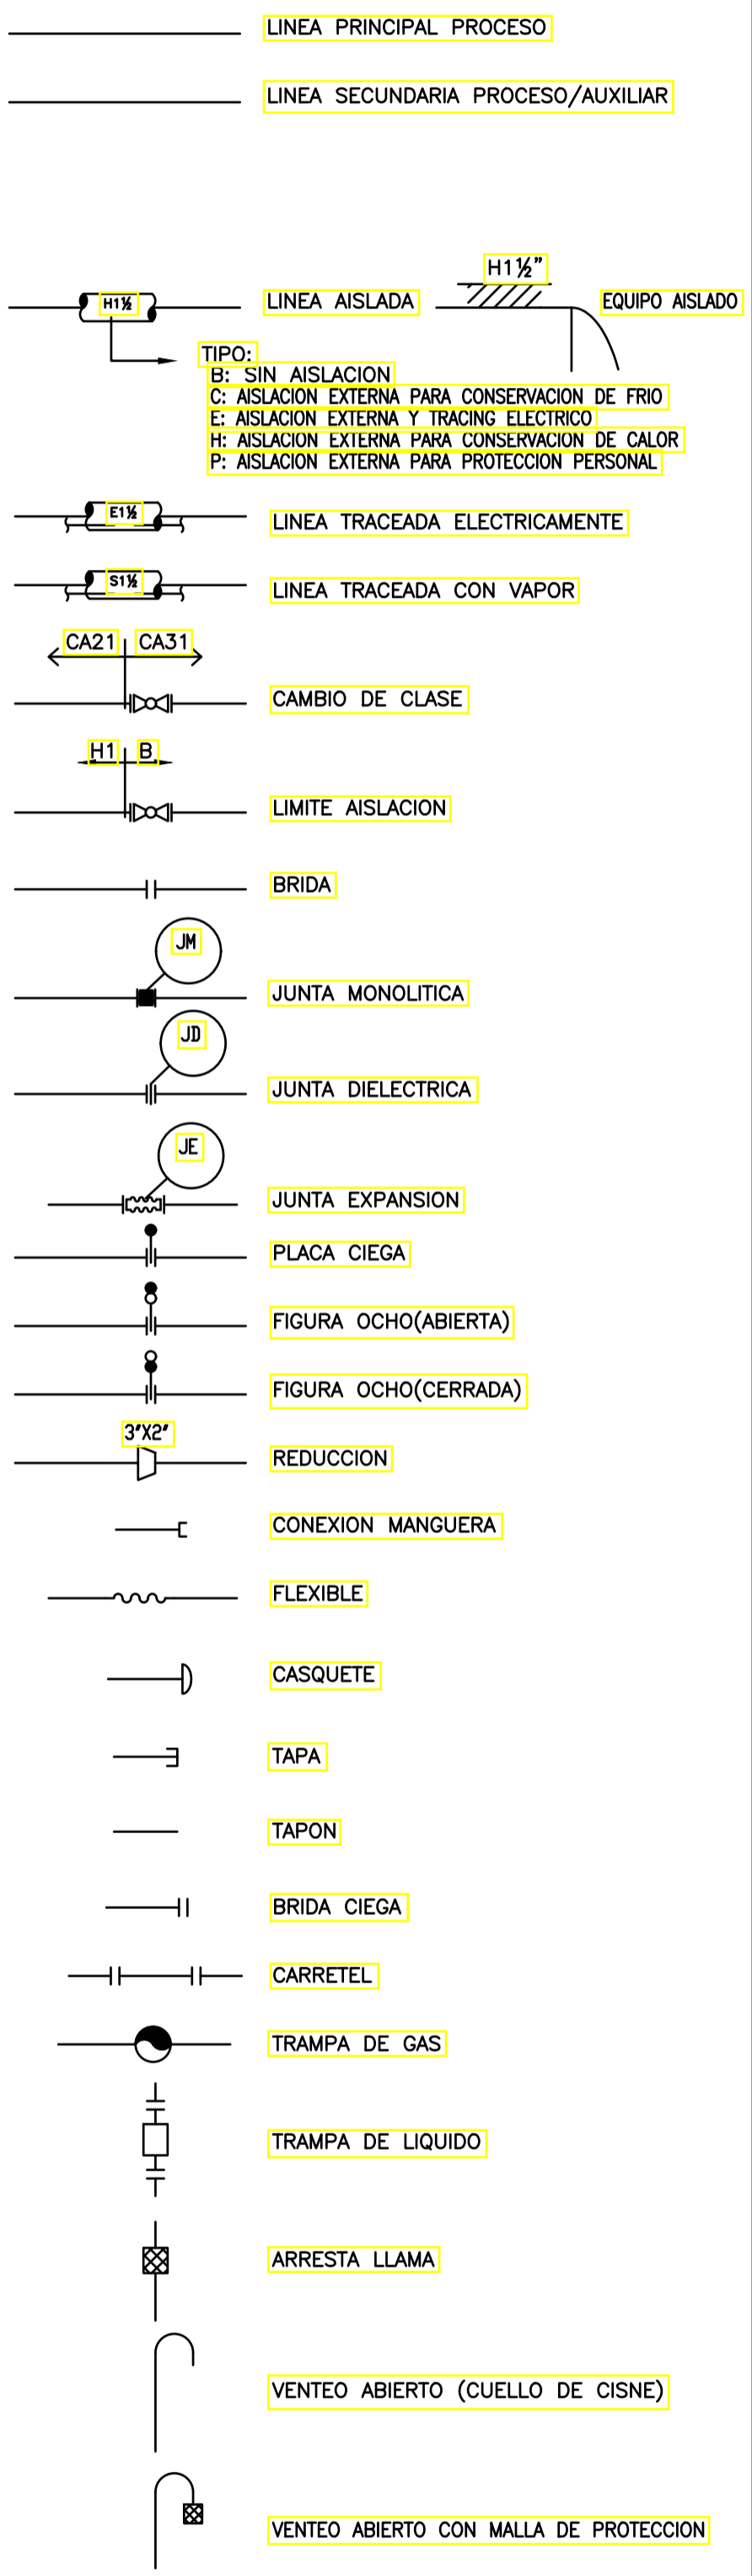 LINEA PRINCIPAL PROCESO
LINEA SECUNDARIA PROCESO/AUXILIAR
H1½"
H1½ LINEA AISLADA EQUIPO AISLADO
TIPO:
B: SIN AISLACION
C: AISLACION EXTERNA PARA CONSERVACION DE FRIO
E: AISLACION EXTERNA Y TRACING ELECTRICO
H: AISLACION EXTERNA PARA CONSERVACION DE CALOR
P: AISLACION EXTERNA PARA PROTECCION PERSONAL
E1½ LINEA TRACEADA ELECTRICAMENTE
S1½ LINEA TRACEADA CON VAPOR
CA21 CA31
CAMBIO DE CLASE
H1 B
LIMITE AISLACION
BRIDA
JM
JUNTA MONOLITICA
JD
JUNTA DIELECTRICA
JE
JUNTA EXPANSION
PLACA CIEGA
FIGURA OCHO(ABIERTA)
FIGURA OCHO(CERRADA)
3"X2"
REDUCCION
CONEXION MANGUERA
FLEXIBLE
CASQUETE
TAPA
TAPON
BRIDA CIEGA
CARRETEL
TRAMPA DE GAS
TRAMPA DE LIQUIDO
ARRESTA LLAMA
VENTEO ABIERTO (CUELLO DE CISNE)
VENTEO ABIERTO CON MALLA DE PROTECCION